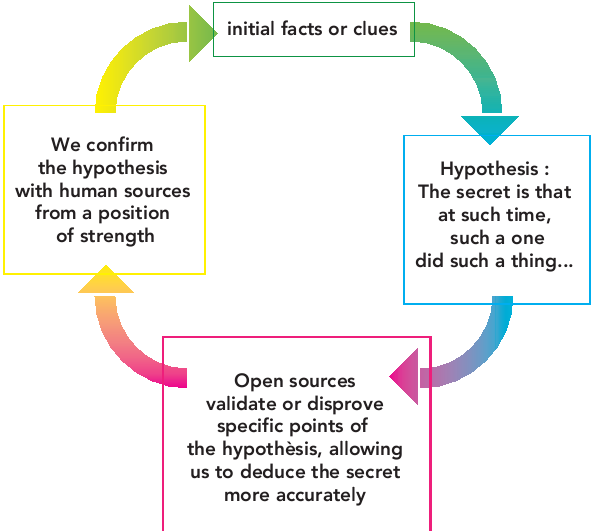 initial facts or clues
Hypothesis :
The secret is that
at such time,
such a one
did such a thing...
Open sources
validate or disprove
specific points of
the hypothèsis, allowing
us to deduce the secret
more accurately
We confirm
the hypothesis
with human sources
from a position
of strength